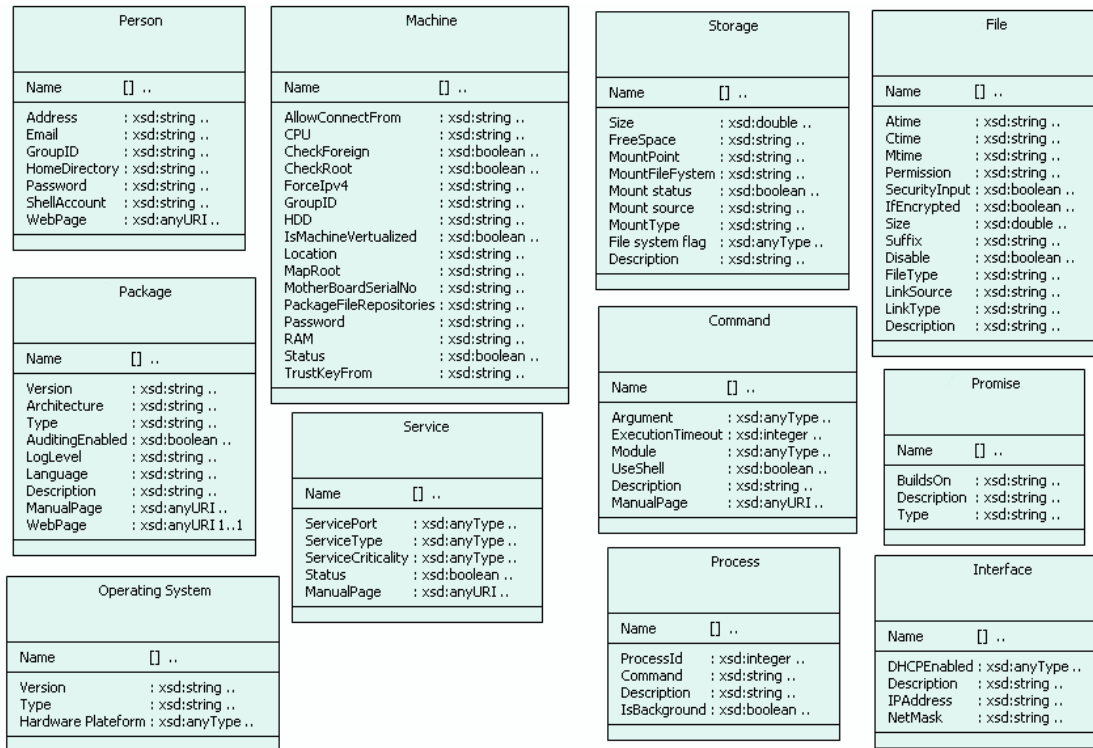 Person
Name [] ..
Address : xsd:string ..
Email : xsd:string ..
GroupID : xsd:string ..
HomeDirectory : xsd:string ..
Password : xsd:string ..
ShellAccount : xsd:string ..
WebPage : xsd:anyURI ..
Machine
Name [] ..
AllowConnectFrom : xsd:string ..
CPU : xsd:string ..
CheckForeign : xsd:boolean ..
CheckRoot : xsd:boolean ..
ForceIpv4 : xsd:string ..
GroupID : xsd:string ..
HDD : xsd:string ..
IsMachineVertualized : xsd:boolean ..
Location : xsd:string ..
MapRoot : xsd:string ..
MotherBoardSerialNo : xsd:string ..
PackageFileRepositories : xsd:string ..
Password : xsd:string ..
RAM : xsd:string ..
Status : xsd:boolean ..
TrustKeyFrom : xsd:string ..
Storage
Name [] ..
Size : xsd:double ..
FreeSpace : xsd:string ..
MountPoint : xsd:string ..
MountFileFystem : xsd:string ..
Mount status : xsd:boolean ..
Mount source : xsd:string ..
MountType : xsd:string ..
File system flag : xsd:anyType ..
Description : xsd:string ..
File
Name [] ..
Atime : xsd:string ..
Ctime : xsd:string ..
Mtime : xsd:string ..
Permission : xsd:string ..
SecurityInput : xsd:boolean ..
IfEncrypted : xsd:boolean ..
Size : xsd:double ..
Suffix : xsd:string ..
Disable : xsd:boolean ..
FileType : xsd:string ..
LinkSource : xsd:string ..
LinkType : xsd:string ..
Description : xsd:string ..
Package
Name [] ..
Version : xsd:string ..
Architecture : xsd:string ..
Type : xsd:string ..
AuditingEnabled : xsd:boolean ..
LogLevel : xsd:string ..
Language : xsd:string ..
Description : xsd:string ..
ManualPage : xsd:anyURI ..
WebPage : xsd:anyURI 1..1
Service
Name [] ..
ServicePort : xsd:anyType ..
ServiceType : xsd:anyType ..
ServiceCriticality : xsd:anyType ..
Status : xsd:boolean ..
ManualPage : xsd:anyURI ..
Command
Name [] ..
Argument : xsd:anyType ..
ExecutionTimeout : xsd:integer ..
Module : xsd:anyType ..
UseShell : xsd:boolean ..
Description : xsd:string ..
ManualPage : xsd:anyURI ..
Promise
Name [] ..
BuildsOn : xsd:string ..
Description : xsd:string ..
Type : xsd:string ..
Operating System
Name [] ..
Version : xsd:string ..
Type : xsd:string ..
Hardware Plateform : xsd:anyType ..
Process
Name [] ..
ProcessId : xsd:integer ..
Command : xsd:string ..
Description : xsd:string ..
IsBackground : xsd:boolean ..
Interface
Name [] ..
DHCPEnabled : xsd:anyType ..
Description : xsd:string ..
IPAddress : xsd:string ..
NetMask : xsd:string ..